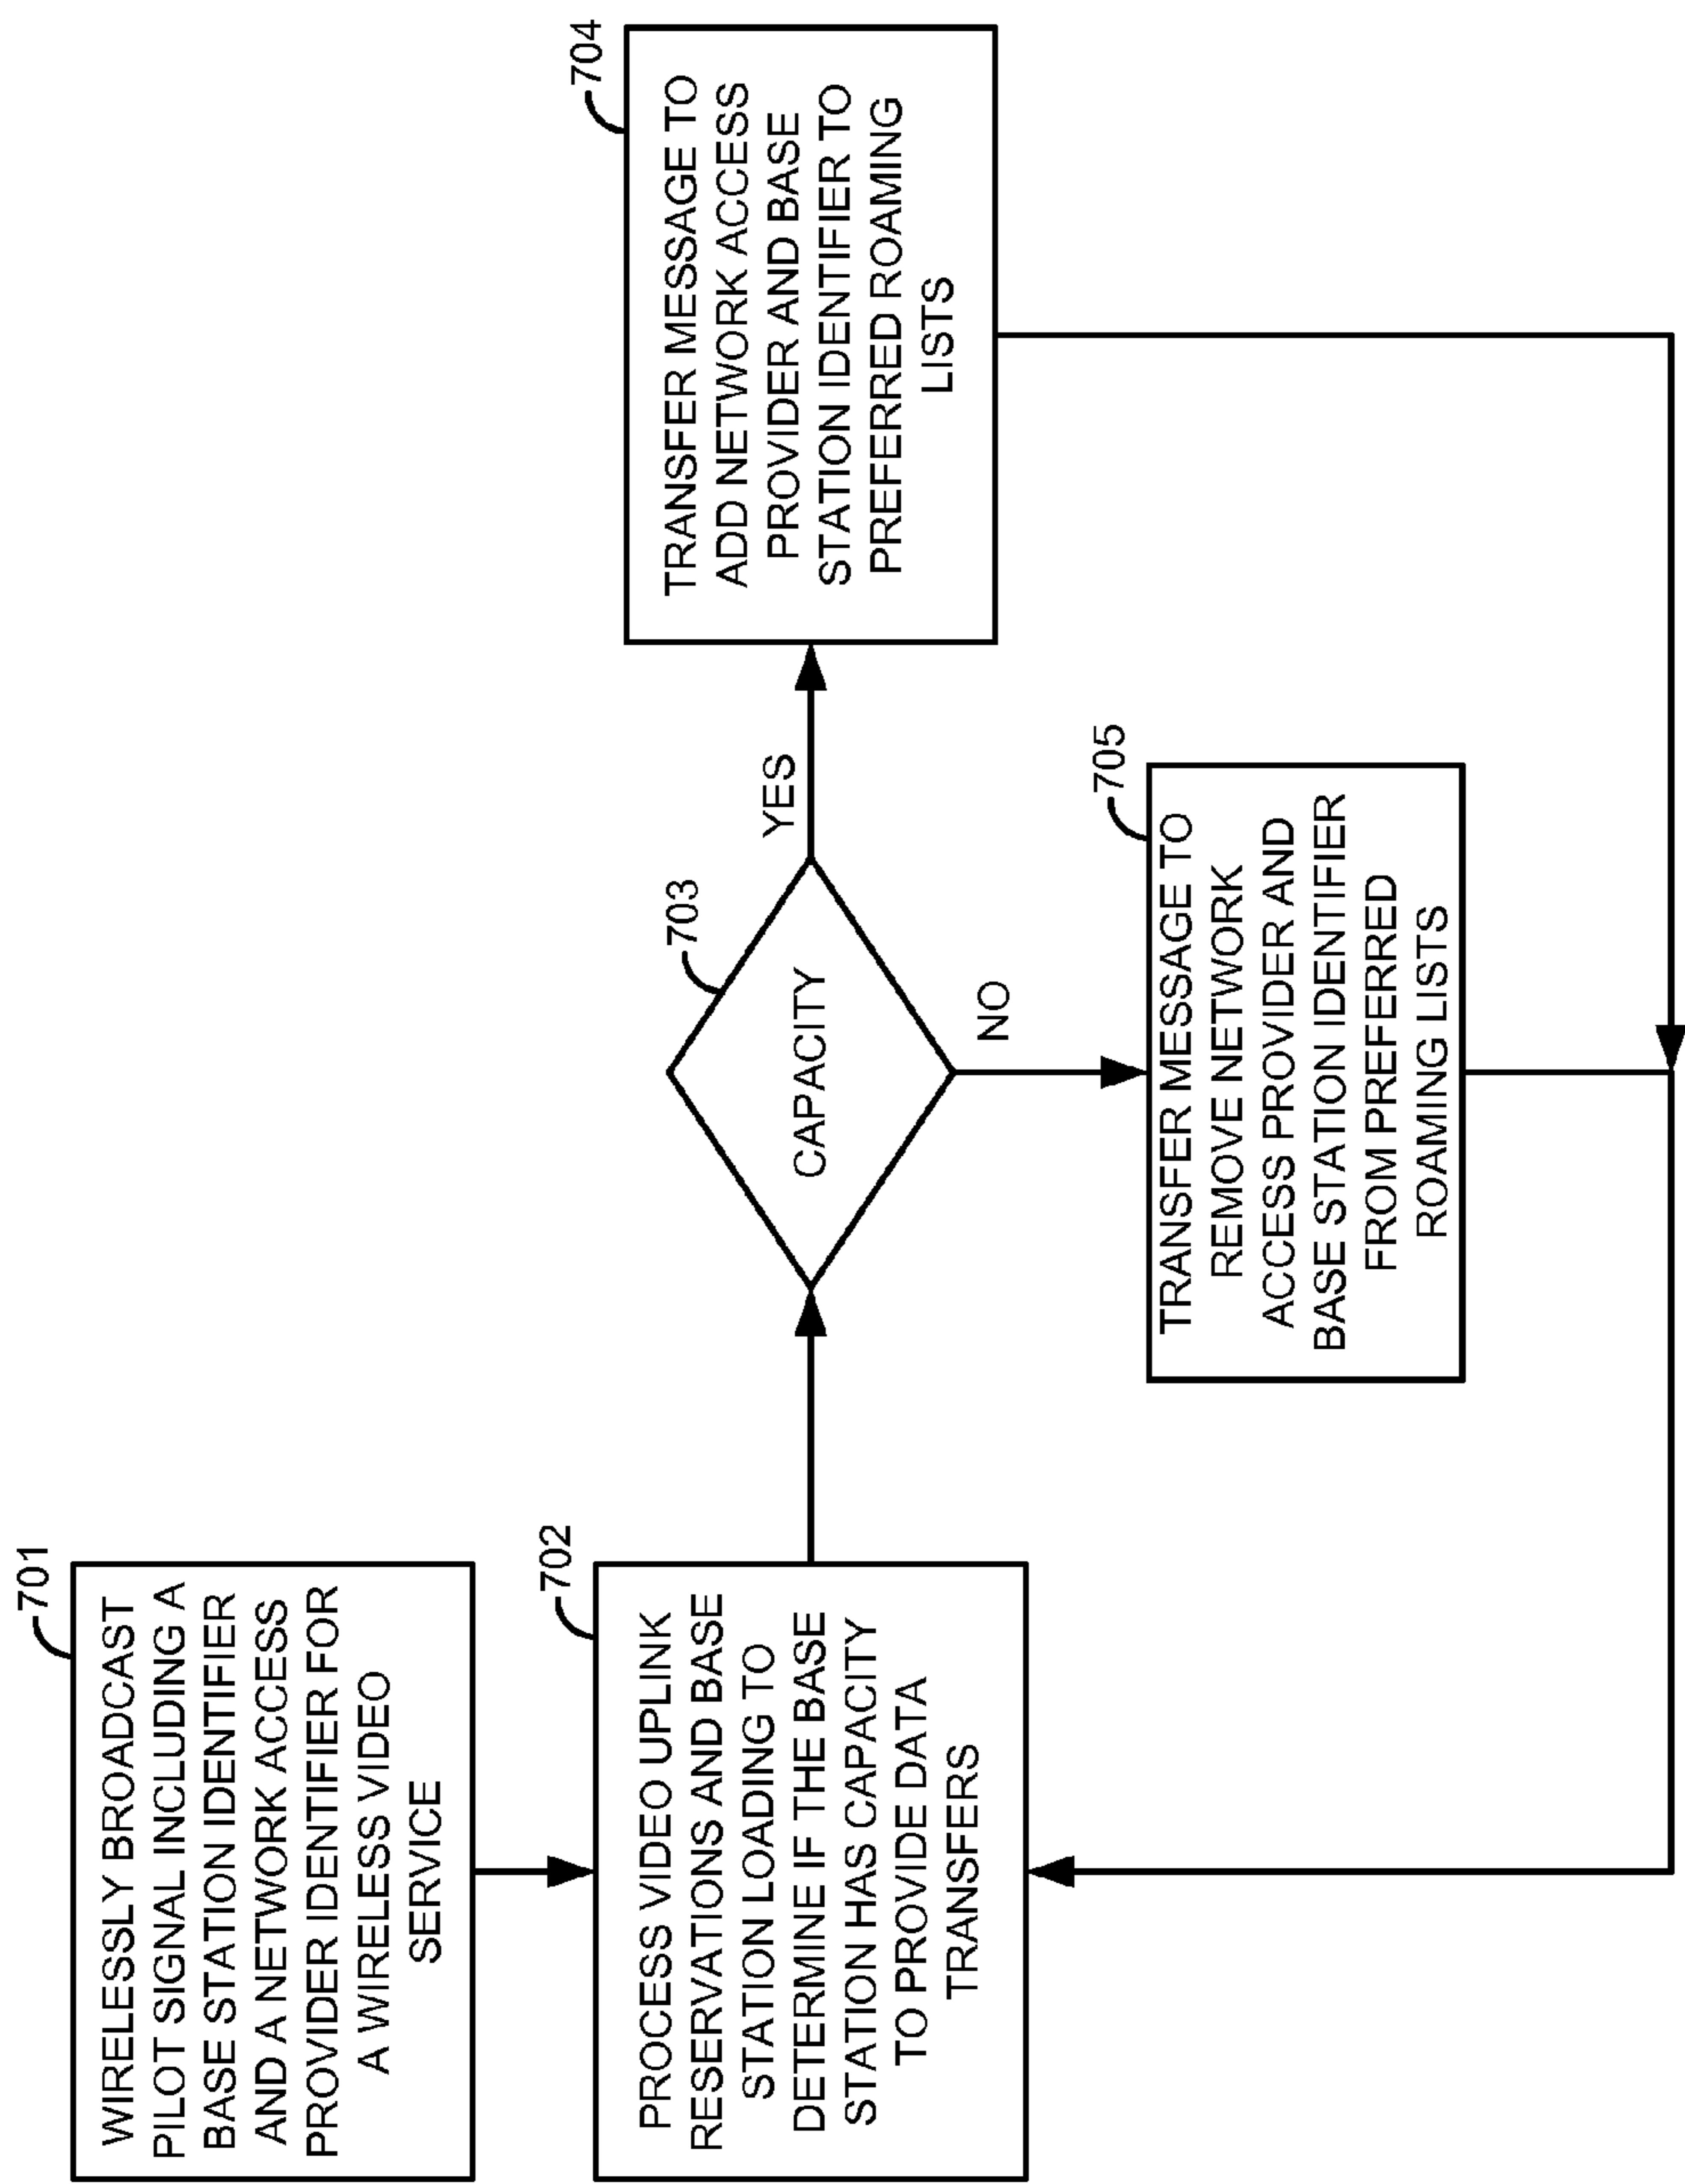 701
WIRELESSLY BROADCAST
PILOT SIGNAL INCLUDING A
BASE STATION IDENTIFIER
AND A NETWORK ACCESS
PROVIDER IDENTIFIER FOR
A WIRELESS VIDEO
SERVICE
702
PROCESS VIDEO UPLINK
RESERVATIONS AND BASE
STATION LOADING TO
DETERMINE IF THE BASE
STATION HAS CAPACITY
TO PROVIDE DATA
TRANSFERS
703
CAPACITY
YES
NO
704
TRANSFER MESSAGE TO
ADD NETWORK ACCESS
PROVIDER AND BASE
STATION IDENTIFIER TO
PREFERRED ROAMING
LISTS
705
TRANSFER MESSAGE TO
REMOVE NETWORK
ACCESS PROVIDER AND
BASE STATION IDENTIFIER
FROM PREFERRED
ROAMING LISTS